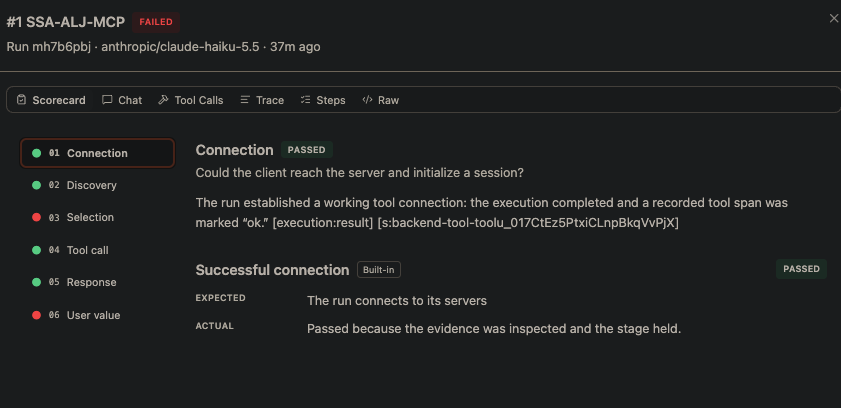 #1 SSA-ALJ-MCP FAILED
Run mh7b6pbj · anthropic/claude-haiku-5.5 · 37m ago
Scorecard Chat Tool Calls Trace Steps Raw
01 Connection
02 Discovery
03 Selection
04 Tool call
05 Response
06 User value
Connection PASSED
Could the client reach the server and initialize a session?
The run established a working tool connection: the execution completed and a recorded tool span was
marked “ok.” [execution:result] [s:backend-tool-toolu_017CtEz5PtxiCLnpBkqVvPjX]
Successful connection Built-in PASSED
EXPECTED The run connects to its servers
ACTUAL Passed because the evidence was inspected and the stage held.